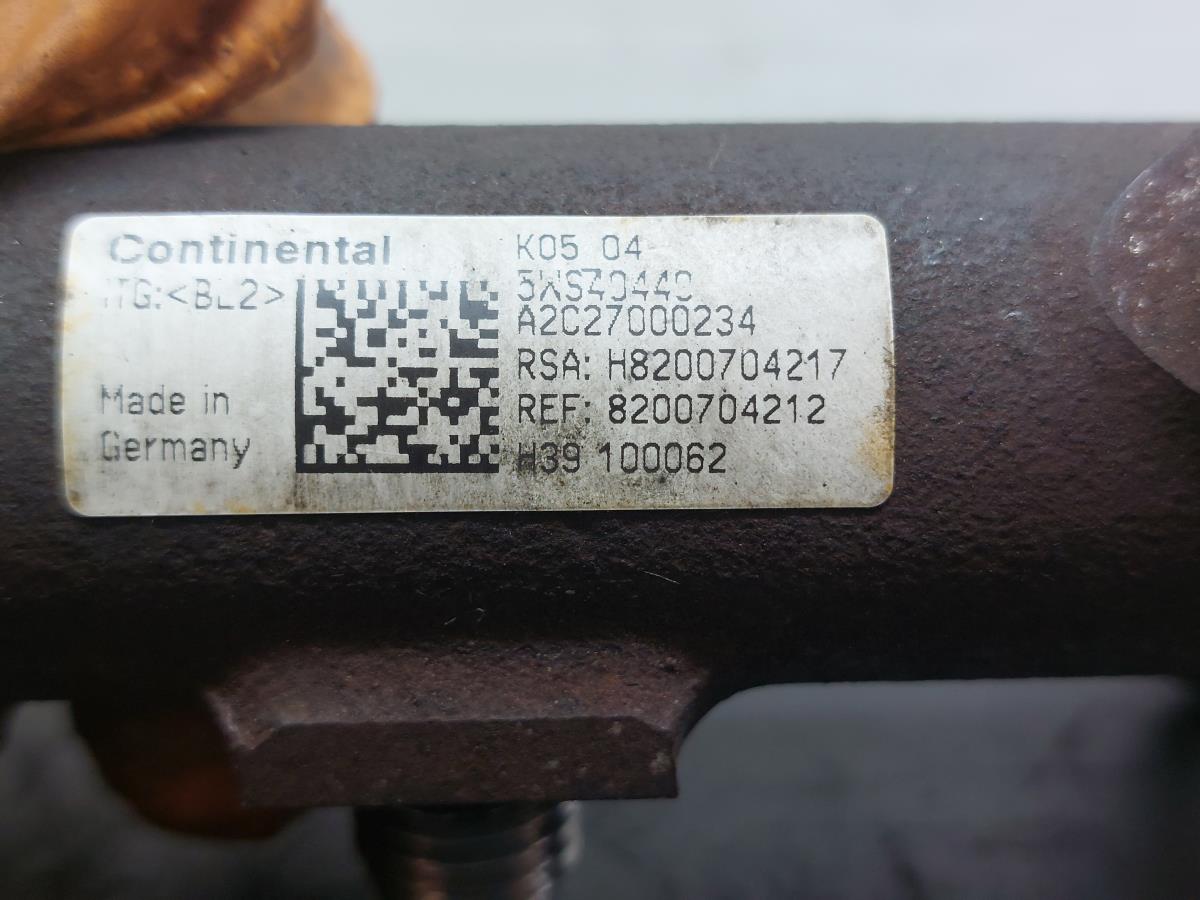 Continental
ITG:<BL2>
Made in
Germany
K05 04
5WS40440
A2C27000234
RSA: H8200704217
REF: 8200704212
H39 100062